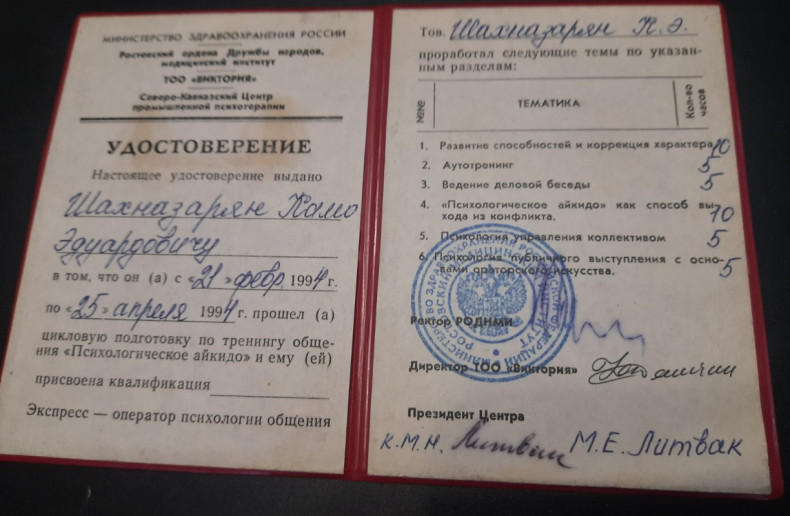 МИНИСТЕРСТВО ЗДРАВООХРАНЕНИЯ РОССИИ
Ростовский ордена Дружбы народов,
медицинский институт
ТОО «ВИКТОРИЯ»
Северо-Кавказский Центр
промышленной психотерапии
УДОСТОВЕРЕНИЕ
Настоящее удостоверение выдано
Шахназарян Камо
Эдуардовичу
в том, что он (а) с «21» февр 1994 г.
по «25» апреля 1994 г. прошел (а)
цикловую подготовку по тренингу обще-
ния «Психологическое айкидо» и ему (ей)
присвоена квалификация
Экспресс — оператор психологии общения
Тов. Шахназарян К. Э.
проработал следующие темы по указан-
ным разделам:
№№ ТЕМАТИКА Кол-во часов
1. Развитие способностей и коррекция характера 10
2. Аутотренинг 5
3. Ведение деловой беседы 5
4. «Психологическое айкидо» как способ вы-
хода из конфликта. 10
5. Психология управления коллективом 5
6. Психология публичного выступления с осно-
вами ораторского искусства. 5
Ректор РОДНМИ
Директор ТОО «Виктория»
Президент Центра
К.М.Н. Литвак М.Е. Литвак